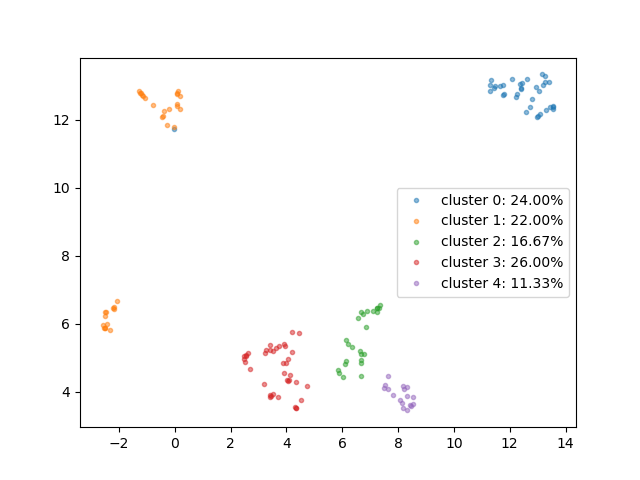 12
10
8
6
4
cluster 0: 24.00%
cluster 1: 22.00%
cluster 2: 16.67%
cluster 3: 26.00%
cluster 4: 11.33%
−2 0 2 4 6 8 10 12 14